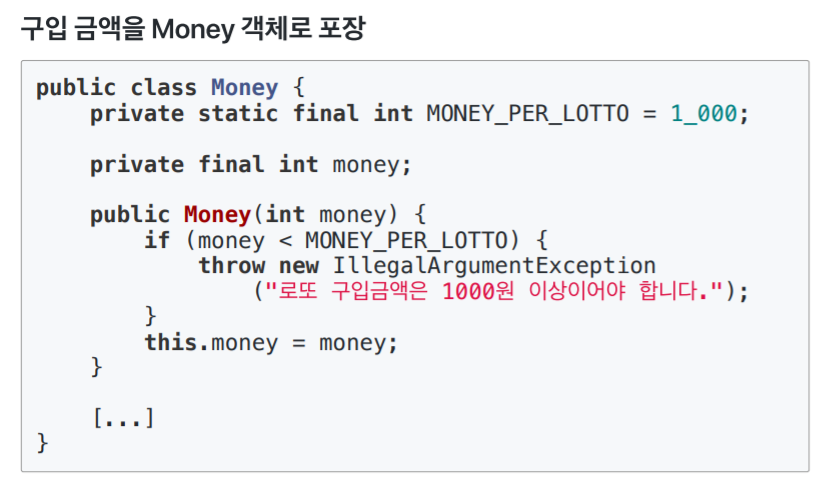 구입 금액을 Money 객체로 포장
public class Money {
    private static final int MONEY_PER_LOTTO = 1_000;
    private final int money;
    public Money(int money) {
        if (money < MONEY_PER_LOTTO) {
            throw new IllegalArgumentException
                ("로또 구입금액은 1000원 이상이어야 합니다.");
        }
        this.money = money;
    }
    [...]
}